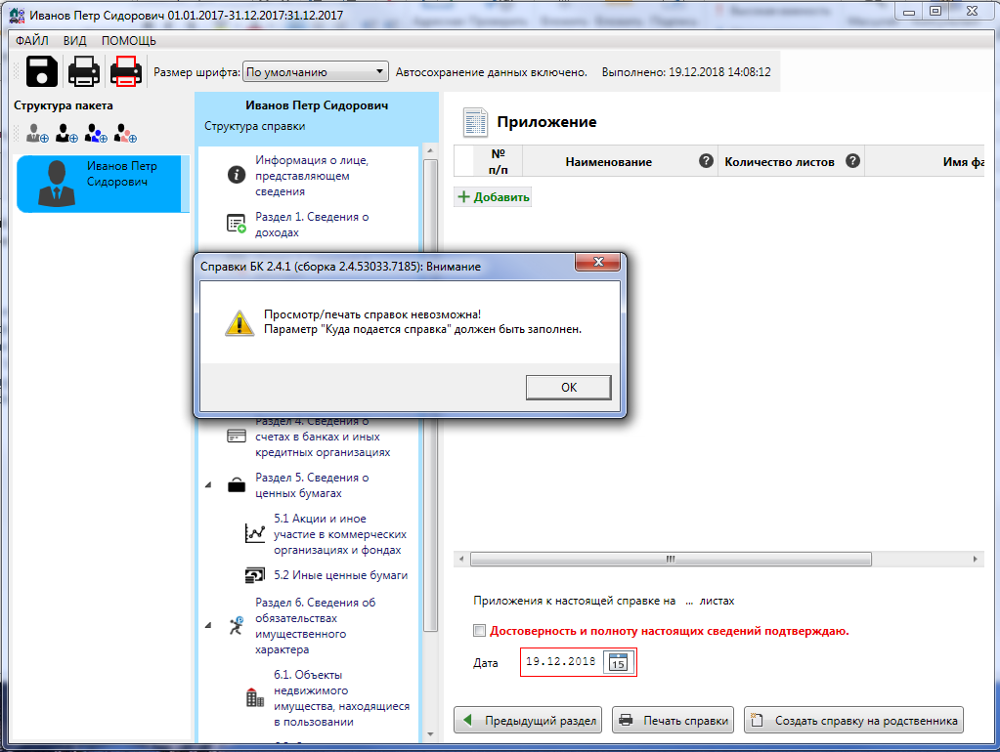 Иванов Петр Сидорович 01.01.2017-31.12.2017:31.12.2017
ФАЙЛ ВИД ПОМОЩЬ
Размер шрифта: По умолчанию Автосохранение данных включено. Выполнено: 19.12.2018 14:08:12
Структура пакета
Иванов Петр
Сидорович
Иванов Петр Сидорович
Структура справки
Информация о лице,
представляющем
сведения
Раздел 1. Сведения о
доходах
Раздел 4. Сведения о
счетах в банках и иных
кредитных организациях
Раздел 5. Сведения о
ценных бумагах
5.1 Акции и иное
участие в коммерческих
организациях и фондах
5.2 Иные ценные бумаги
Раздел 6. Сведения об
обязательствах
имущественного
характера
6.1. Объекты
недвижимого
имущества, находящиеся
в пользовании
Приложение
№
п/п
Наименование ? Количество листов ? Имя фа
+ Добавить
Справки БК 2.4.1 (сборка 2.4.53033.7185): Внимание
Просмотр/печать справок невозможна!
Параметр "Куда подается справка" должен быть заполнен.
ОК
Приложения к настоящей справке на ... листах
Достоверность и полноту настоящих сведений подтверждаю.
Дата 19.12.2018 15
Предыдущий раздел Печать справки Создать справку на родственника